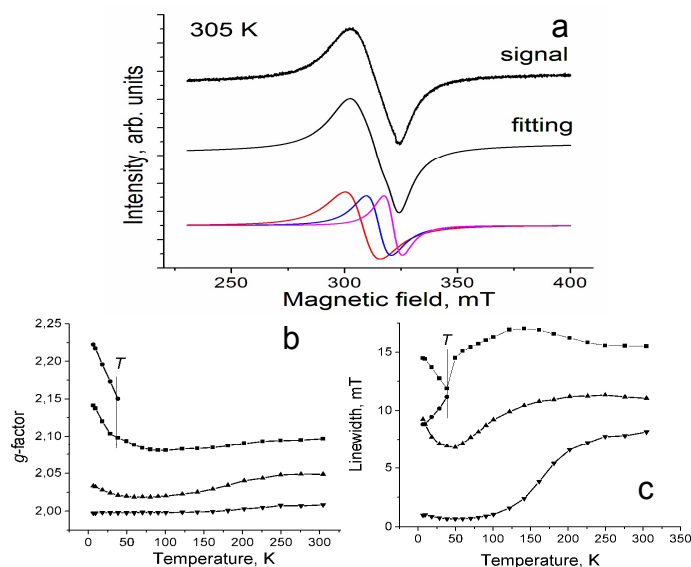 305 K
a
signal
fitting
Intensity, arb. units
250
300
350
400
Magnetic field, mT
2,25
2,20
2,15
2,10
2,05
2,00
g-factor
T
b
0
50
100
150
200
250
300
Temperature, K
15
10
5
0
Linewidth, mT
T
c
0
50
100
150
200
250
300
350
Temperature, K